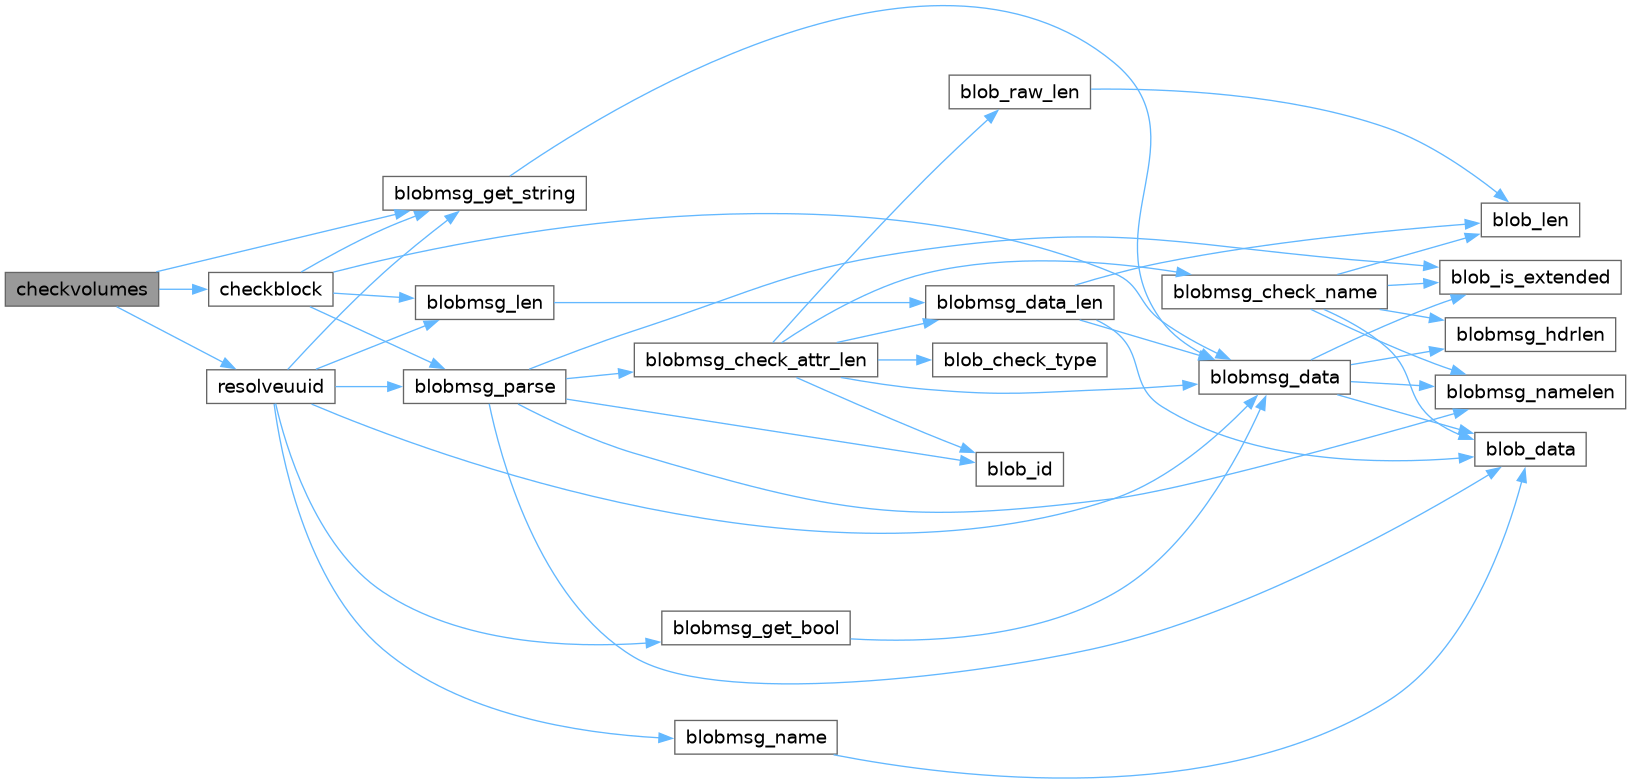 checkvolumes
blobmsg_get_string
checkblock
resolveuuid
blobmsg_len
blobmsg_parse
blob_raw_len
blobmsg_data_len
blobmsg_check_attr_len
blob_check_type
blob_id
blobmsg_get_bool
blobmsg_name
blobmsg_check_name
blobmsg_data
blob_len
blob_is_extended
blobmsg_hdrlen
blobmsg_namelen
blob_data